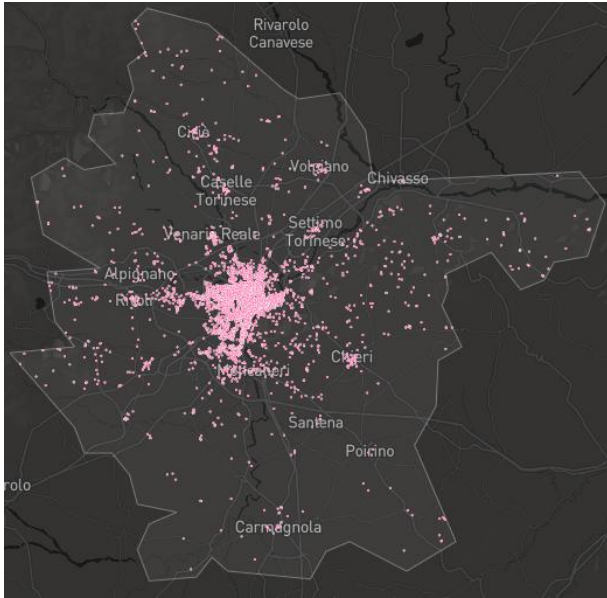 Rivarolo
Canavese
Ciriè
Volpiano
Chivasso
Caselle
Torinese
Settimo
Torinese
Venaria Reale
Alpignano
Rivoli
Chieri
Moncalieri
Santena
Poirino
rolo
Carmagnola